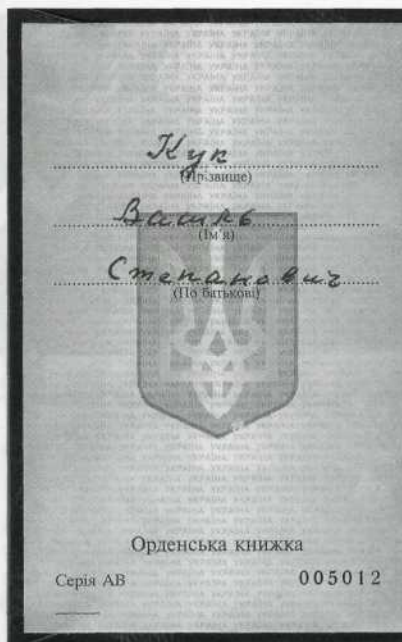 Кук
(Прізвище)
Василь
(Ім'я)
Степанович
(По батькові)
Орденська книжка
Серія АВ 005012